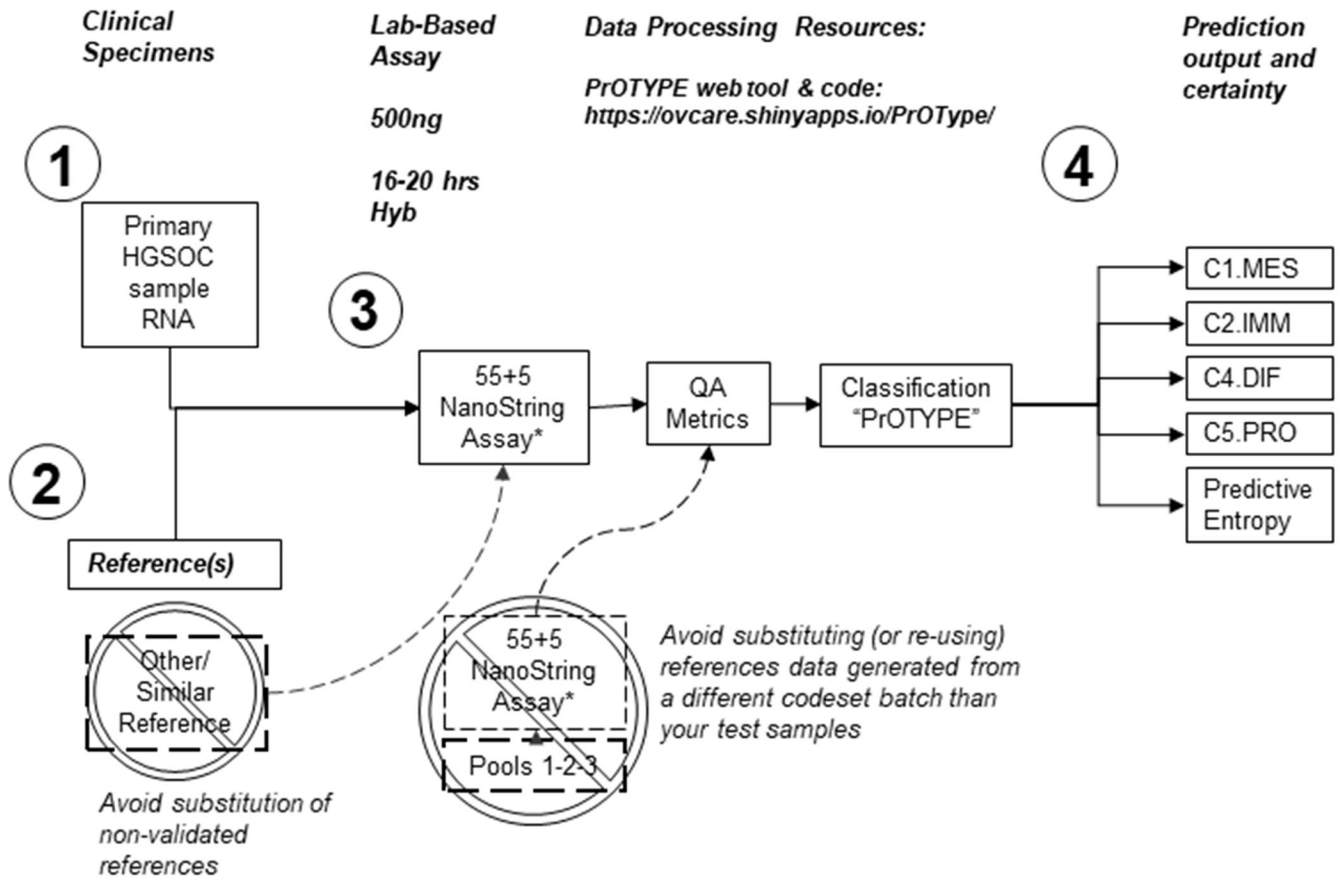 Clinical
Specimens
Lab-Based
Assay
500ng
16-20 hrs
Hyb
Data Processing Resources:
PrOTYPE web tool & code:
https://ovcare.shinyapps.io/PrOType/
Prediction
output and
certainty
1
Primary
HGSOC
sample
RNA
2
Reference(s)
3
55+5
NanoString
Assay*
QA
Metrics
Classification
“PrOTYPE”
4
C1.MES
C2.IMM
C4.DIF
C5.PRO
Predictive
Entropy
Other/
Similar
Reference
Avoid substitution of
non-validated
references
55+5
NanoString
Assay*
Pools 1-2-3
Avoid substituting (or re-using)
references data generated from
a different codeset batch than
your test samples